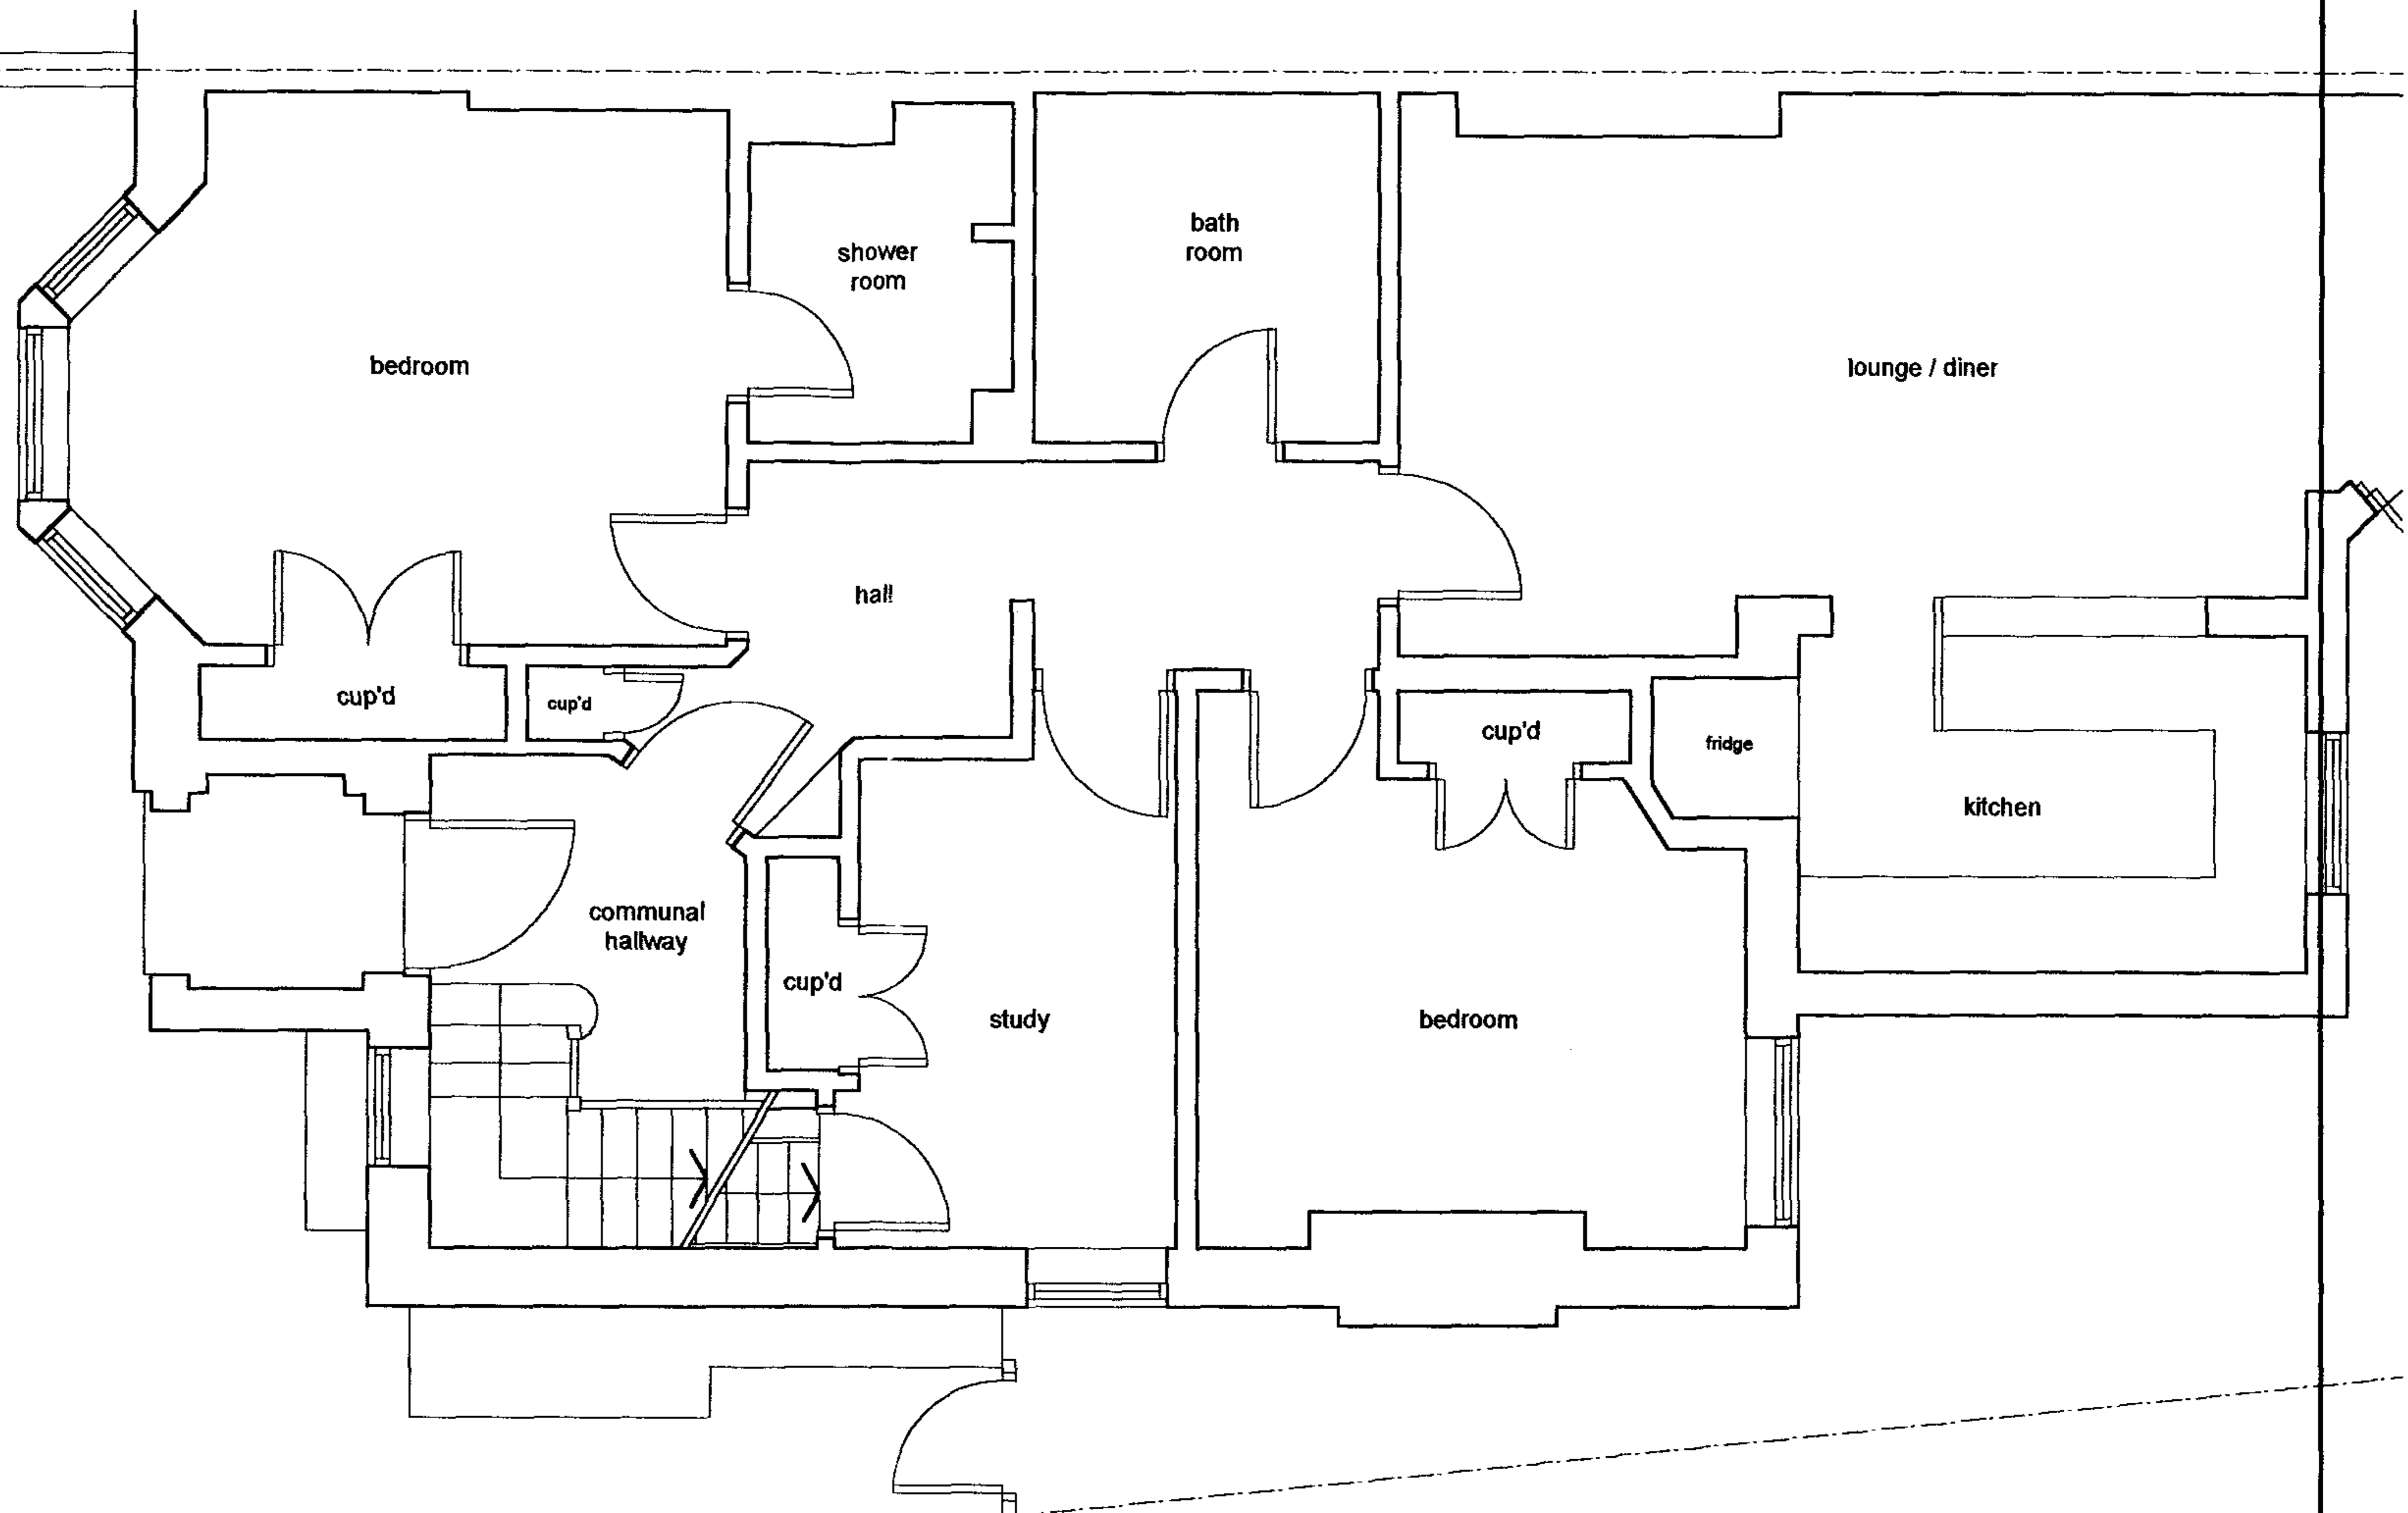 bath
room
shower
room
bedroom
lounge / diner
hall
cup'd
cup'd
cup'd
fridge
kitchen
communal
hallway
cup'd
study
bedroom